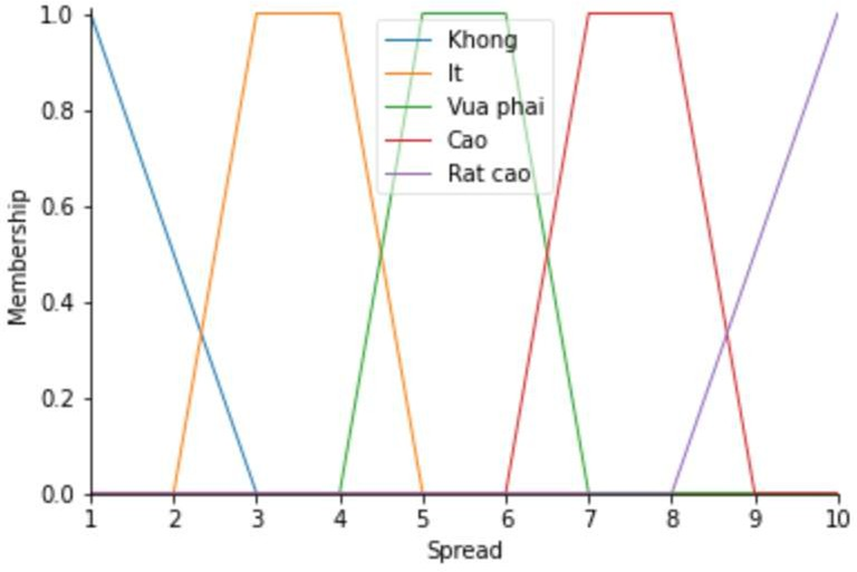 1.0
0.8
0.6
0.4
0.2
0.0
Membership
Khong
It
Vua phai
Cao
Rat cao
1 2 3 4 5 6 7 8 9 10
Spread